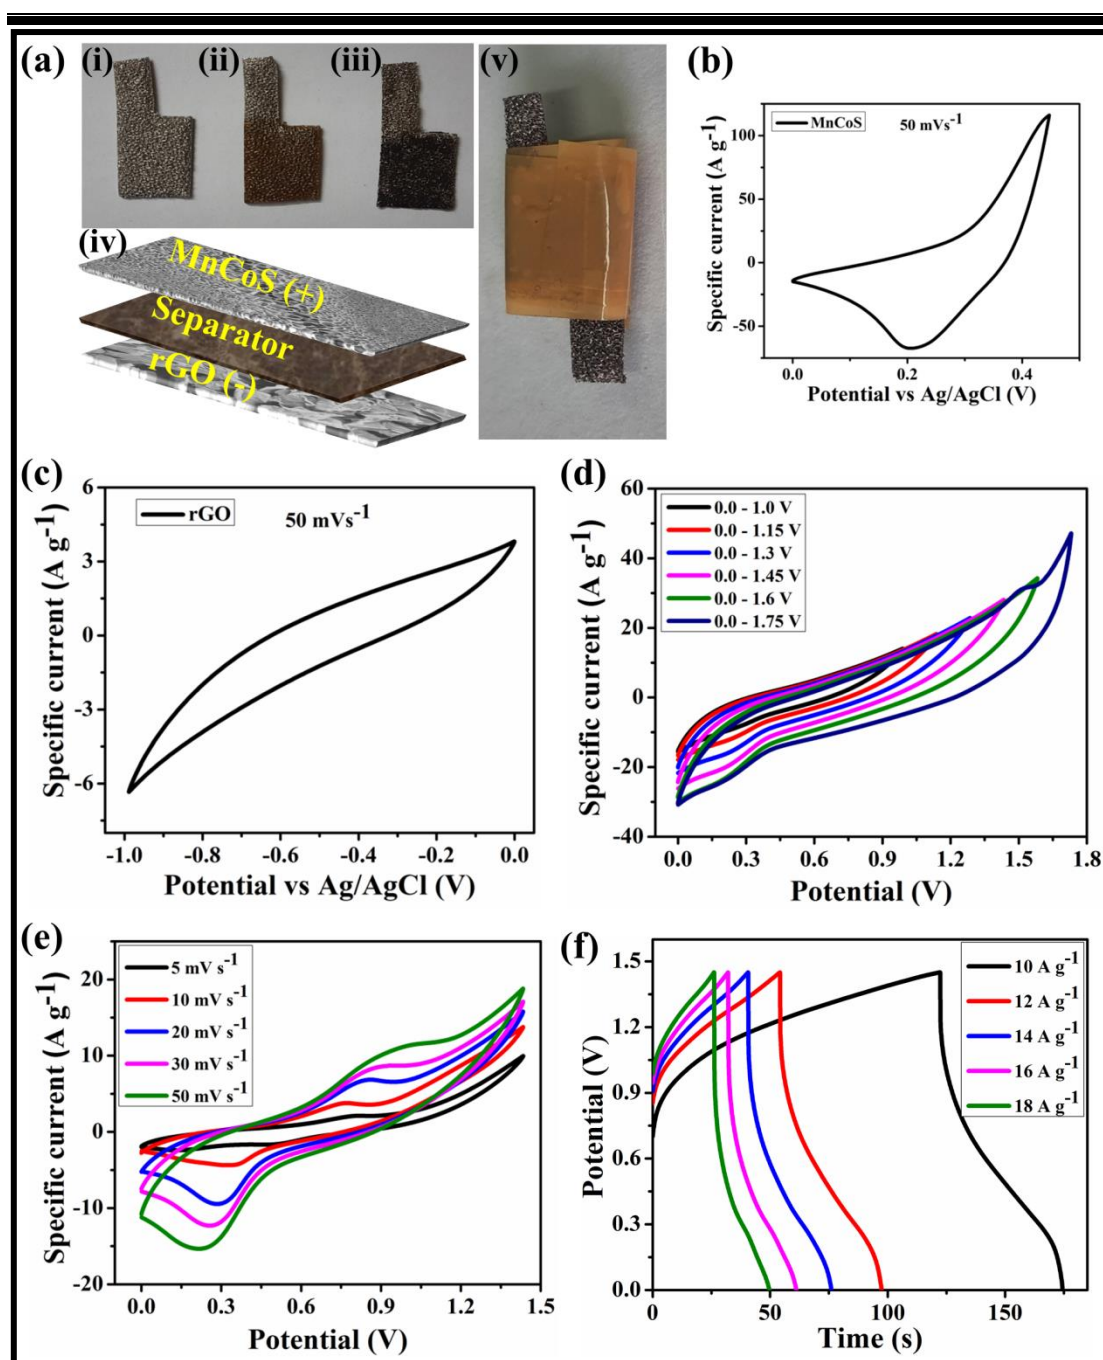 (a) (i) (ii) (iii) (v)
(iv)
MnCoS (+)
Separator
rGO (-)
(b)
MnCoS 50 mVs⁻¹
Specific current (A g⁻¹)
100
50
0
-50
0.0 0.2 0.4
Potential vs Ag/AgCl (V)
(c)
rGO 50 mVs⁻¹
Specific current (A g⁻¹)
6
3
0
-3
-6
-1.0 -0.8 -0.6 -0.4 -0.2 0.0
Potential vs Ag/AgCl (V)
(d)
0.0 - 1.0 V
0.0 - 1.15 V
0.0 - 1.3 V
0.0 - 1.45 V
0.0 - 1.6 V
0.0 - 1.75 V
Specific current (A g⁻¹)
60
40
20
0
-20
-40
0.0 0.3 0.6 0.9 1.2 1.5 1.8
Potential (V)
(e)
5 mV s⁻¹
10 mV s⁻¹
20 mV s⁻¹
30 mV s⁻¹
50 mV s⁻¹
Specific current (A g⁻¹)
20
10
0
-10
-20
0.0 0.3 0.6 0.9 1.2 1.5
Potential (V)
(f)
10 A g⁻¹
12 A g⁻¹
14 A g⁻¹
16 A g⁻¹
18 A g⁻¹
Potential (V)
1.5
1.2
0.9
0.6
0.3
0.0
0 50 100 150
Time (s)